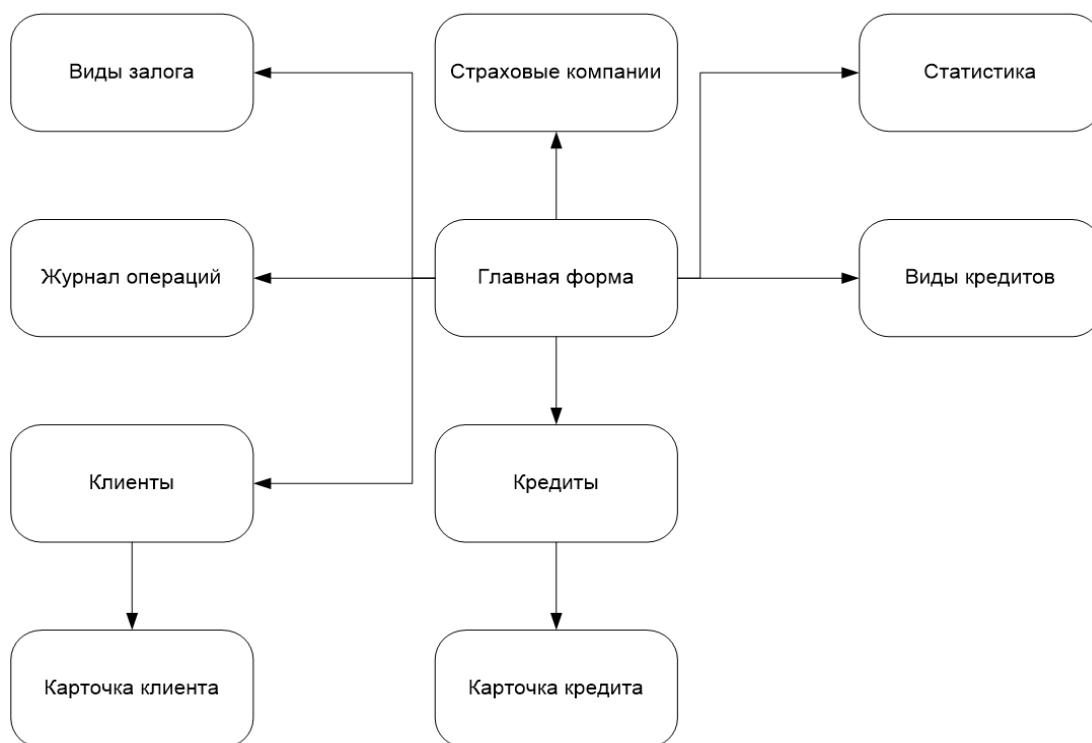 Виды залога
Страховые компании
Статистика
Журнал операций
Главная форма
Виды кредитов
Клиенты
Кредиты
Карточка клиента
Карточка кредита